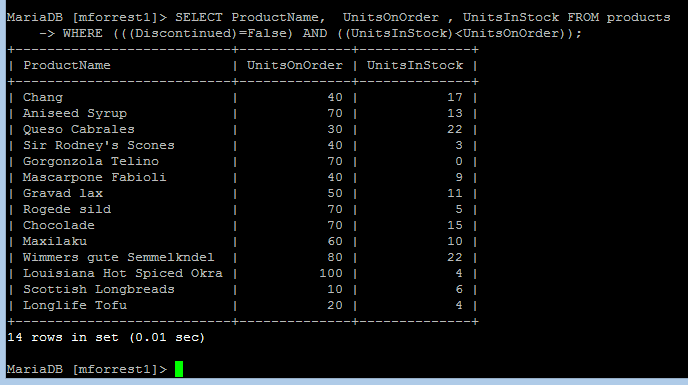 MariaDB [mforrest1]> SELECT ProductName,  UnitsOnOrder , UnitsInStock FROM products
    -> WHERE (((Discontinued)=False) AND ((UnitsInStock)<UnitsOnOrder));
+---------------------------+--------------+--------------+
| ProductName               | UnitsOnOrder | UnitsInStock |
+---------------------------+--------------+--------------+
| Chang                     |           40 |           17 |
| Aniseed Syrup             |           70 |           13 |
| Queso Cabrales            |           30 |           22 |
| Sir Rodney's Scones       |           40 |            3 |
| Gorgonzola Telino         |           70 |            0 |
| Mascarpone Fabioli        |           40 |            9 |
| Gravad lax                |           50 |           11 |
| Rogede sild               |           70 |            5 |
| Chocolade                 |           70 |           15 |
| Maxilaku                  |           60 |           10 |
| Wimmers gute Semmelkndel  |           80 |           22 |
| Louisiana Hot Spiced Okra |          100 |            4 |
| Scottish Longbreads       |           10 |            6 |
| Longlife Tofu             |           20 |            4 |
+---------------------------+--------------+--------------+
14 rows in set (0.01 sec)
MariaDB [mforrest1]>